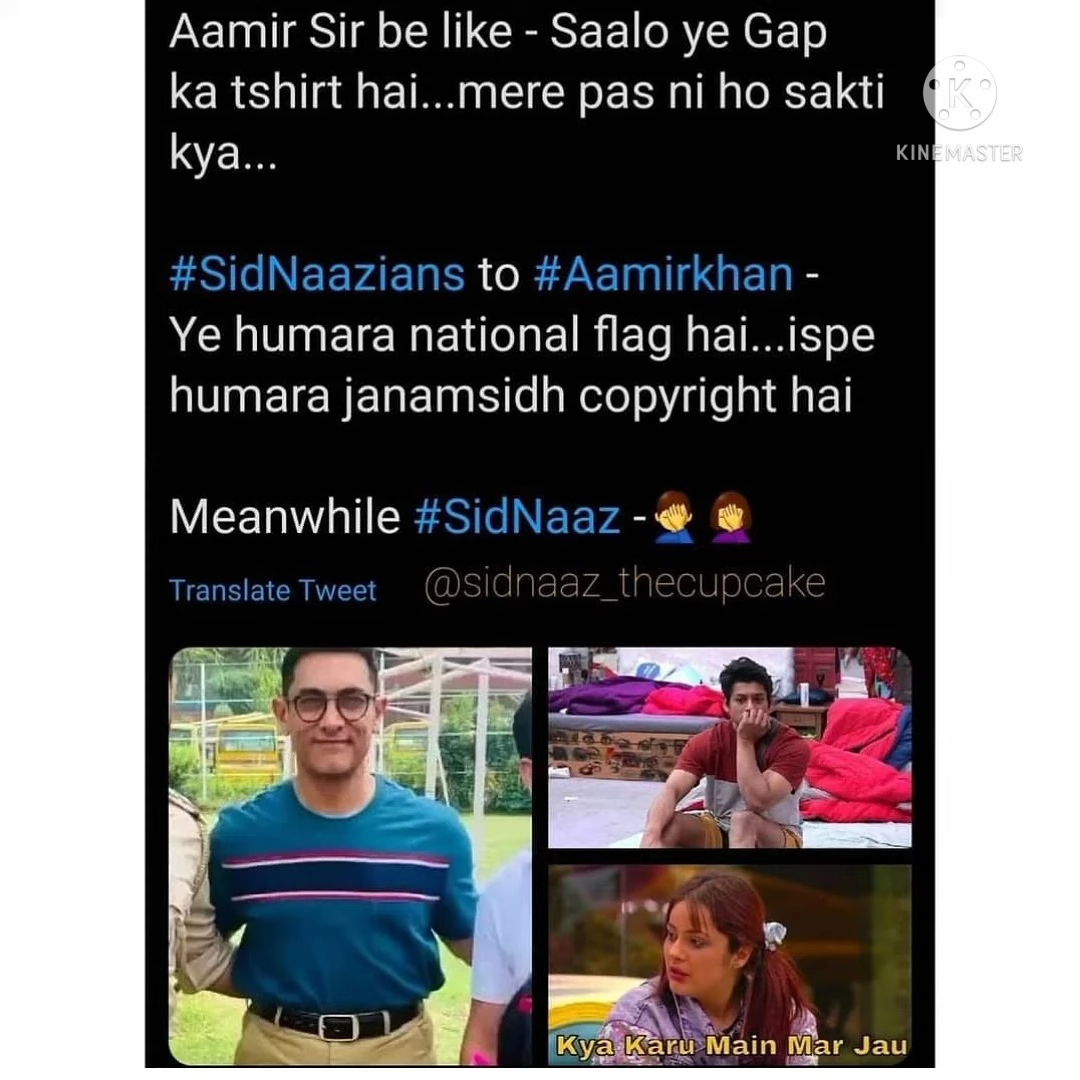 Aamir Sir be like - Saalo ye Gap
ka tshirt hai...mere pas ni ho sakti
kya...
K
KINEMASTER
#SidNaazians to #Aamirkhan -
Ye humara national flag hai...ispe
humara janamsidh copyright hai
Meanwhile #SidNaaz -🤦‍♂️ 🤦‍♀️
Translate Tweet @sidnaaz_thecupcake
Kya Karu Main Mar Jau